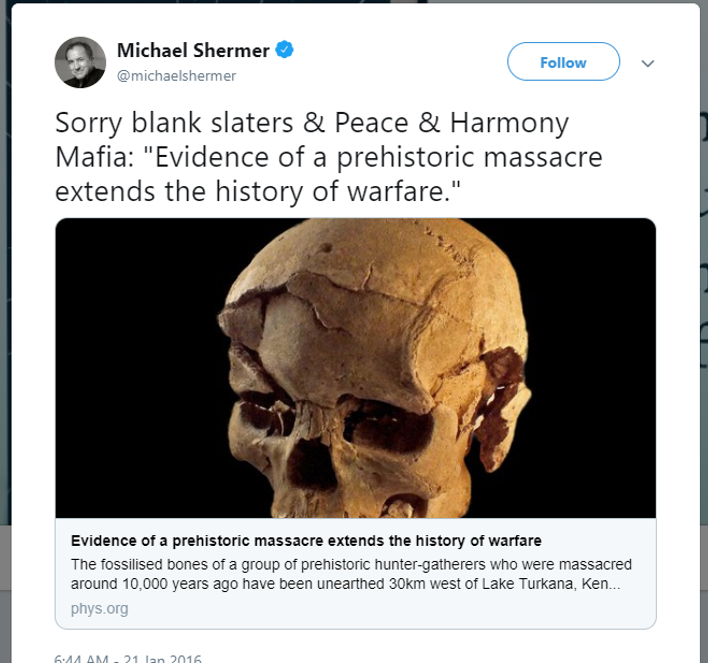 Michael Shermer
@michaelshermer
Follow
Sorry blank slaters & Peace & Harmony
Mafia: "Evidence of a prehistoric massacre
extends the history of warfare."
Evidence of a prehistoric massacre extends the history of warfare
The fossilised bones of a group of prehistoric hunter-gatherers who were massacred
around 10,000 years ago have been unearthed 30km west of Lake Turkana, Ken...
phys.org
6:44 AM - 21 Jan 2016